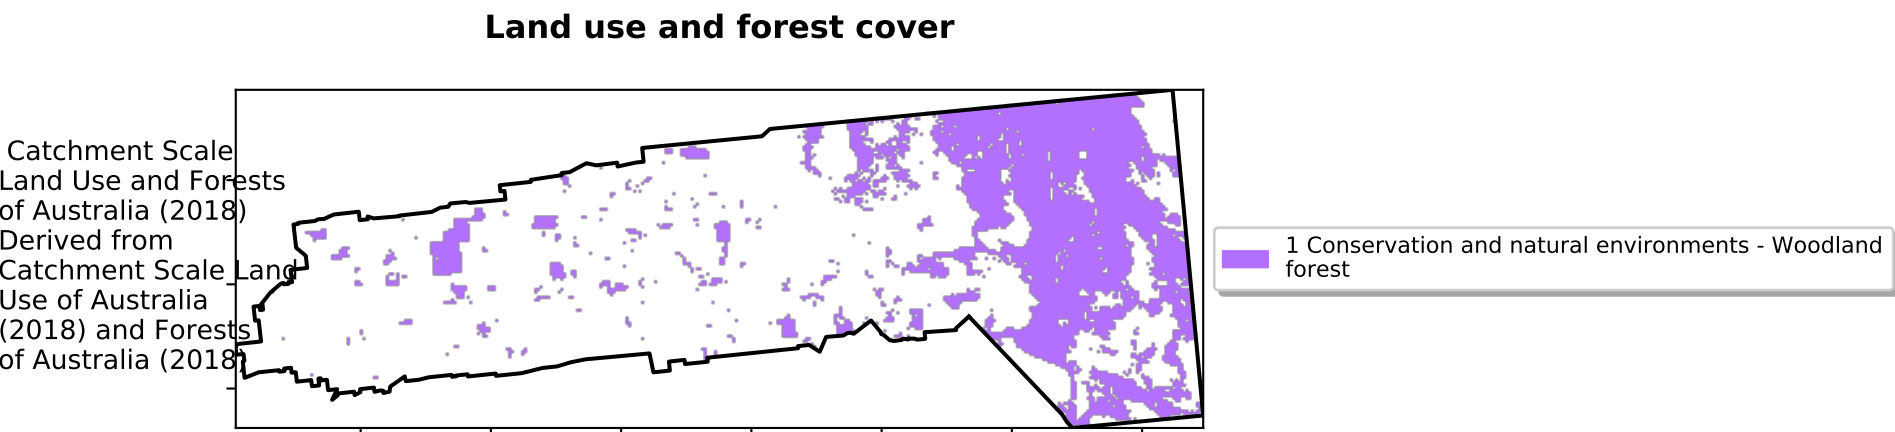 Land use and forest cover
Catchment Scale
Land Use and Forests
of Australia (2018)
Derived from
Catchment Scale Land
Use of Australia
(2018) and Forests
of Australia (2018)
1 Conservation and natural environments - Woodland
forest